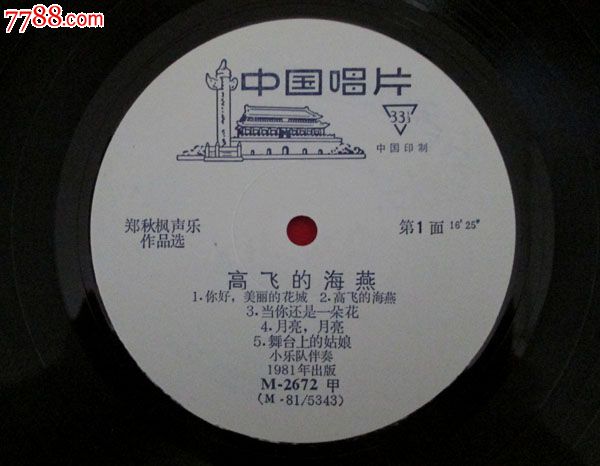 7788.com
中国唱片
33⅓
中国印制
郑秋枫声乐
作品选
第1面 16′25″
高飞的海燕
1·你好，美丽的花城 2·高飞的海燕
3·当你还是一朵花
4·月亮，月亮
5·舞台上的姑娘
小乐队伴奏
1981年出版
M-2672 甲
(M-81/5343)